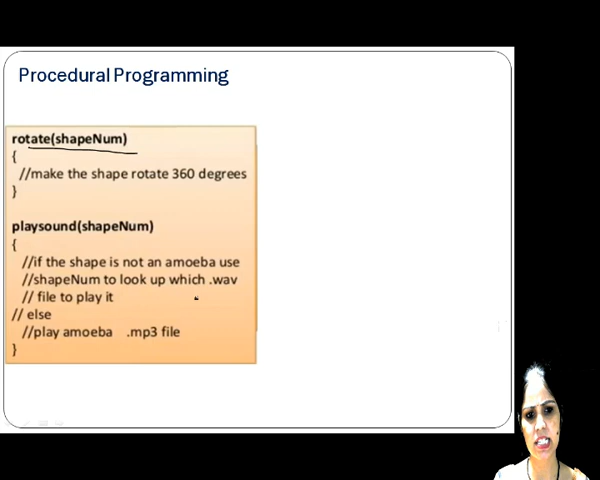 Procedural Programming
rotate(shapeNum)
{
//make the shape rotate 360 degrees
}
playsound(shapeNum)
{
//if the shape is not an amoeba use
//shapeNum to look up which .wav
// file to play it
// else
//play amoeba .mp3 file
}